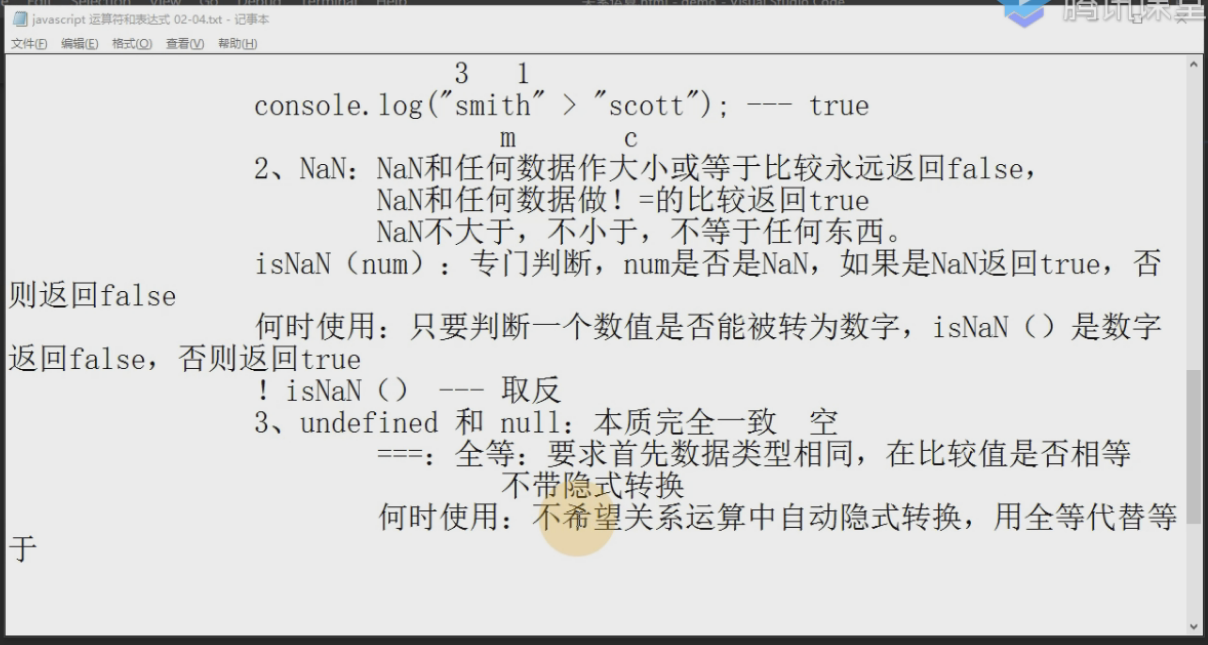 javascript 运算符和表达式 02-04.txt - 记事本
腾讯课堂
文件(F) 编辑(E) 格式(O) 查看(V) 帮助(H)
3 1
console.log("smith" > "scott"); --- true
m c
2、NaN：NaN和任何数据作大小或等于比较永远返回false，
NaN和任何数据做！=的比较返回true
NaN不大于，不小于，不等于任何东西。
isNaN（num）：专门判断，num是否是NaN，如果是NaN返回true，否
则返回false
何时使用：只要判断一个数值是否能被转为数字，isNaN（）是数字
返回false，否则返回true
！isNaN（） --- 取反
3、undefined 和 null：本质完全一致 空
===：全等：要求首先数据类型相同，在比较值是否相等
不带隐式转换
何时使用：不希望关系运算中自动隐式转换，用全等代替等
于